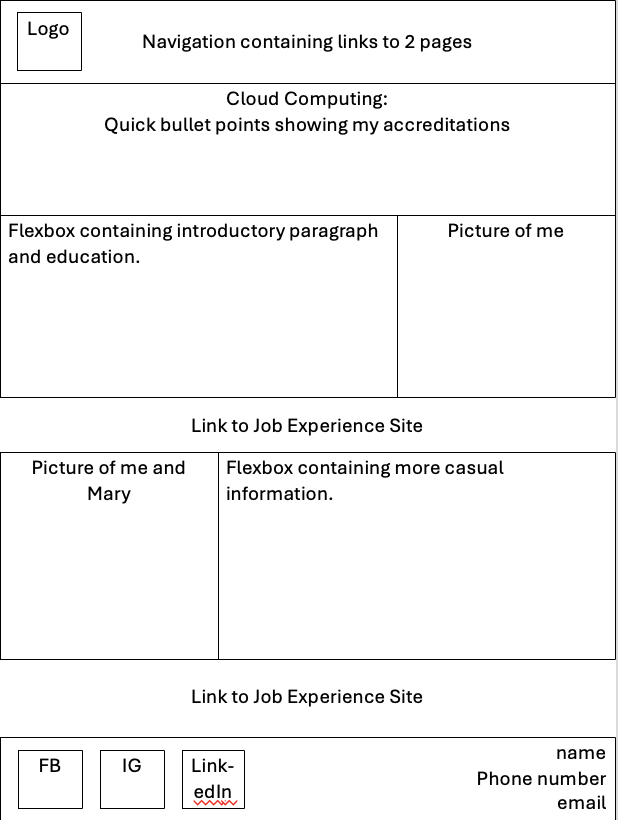 Logo
Navigation containing links to 2 pages
Cloud Computing:
Quick bullet points showing my accreditations
Flexbox containing introductory paragraph
and education.
Picture of me
Link to Job Experience Site
Picture of me and
Mary
Flexbox containing more casual
information.
Link to Job Experience Site
FB
IG
Link-
edIn
name
Phone number
email